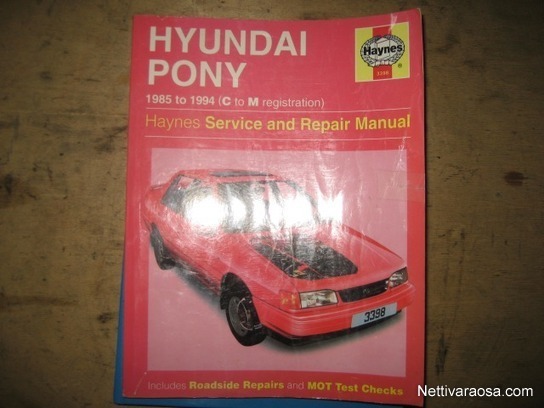 HYUNDAI
PONY
Haynes
3398
®
1985 to 1994 (C to M registration)
Haynes Service and Repair Manual
3398
Includes Roadside Repairs and MOT Test Checks
Nettivaraosa.com